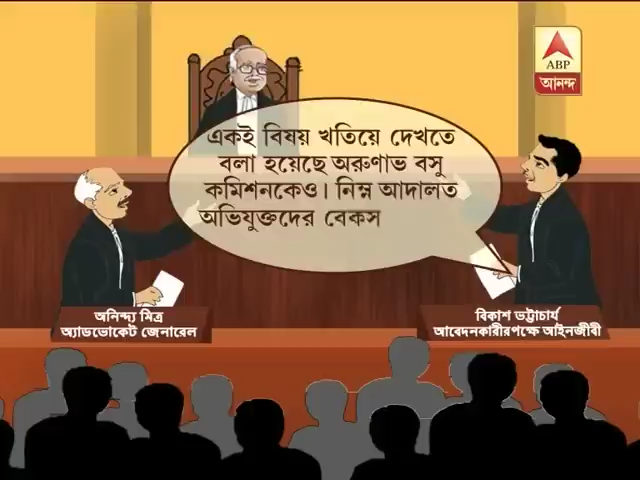 ABP
আনন্দ
একই বিষয় খতিয়ে দেখতে
বলা হয়েছে অরুণাভ বসু
কমিশনকেও। নিম্ন আদালত
অভিযুক্তদের বেকস
অনিন্দ্য মিত্র
অ্যাডভোকেট জেনারেল
বিকাশ ভট্টাচার্য
আবেদনকারীরপক্ষে আইনজীবী